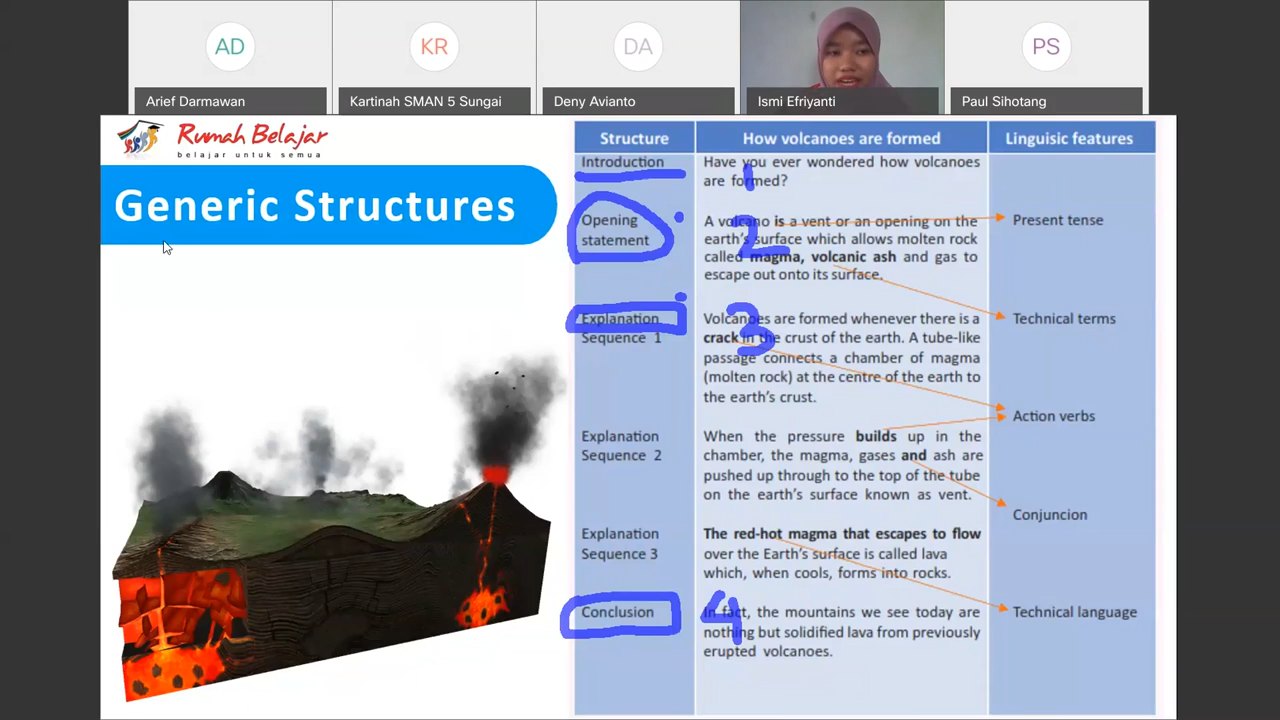 AD
KR
DA
PS
Arief Darmawan
Kartinah SMAN 5 Sungai
Deny Avianto
Ismi Efriyanti
Paul Sihotang
Rumah Belajar
belajar untuk semua
Generic Structures
Structure
How volcanoes are formed
Linguisic features
Introduction
Have you ever wondered how volcanoes
are formed?
1
Opening
statement
A volcano is a vent or an opening on the
earth's surface which allows molten rock
called magma, volcanic ash and gas to
escape out onto its surface.
2
Present tense
Explanation
Sequence 1
Volcanoes are formed whenever there is a
crack in the crust of the earth. A tube-like
passage connects a chamber of magma
(molten rock) at the centre of the earth to
the earth's crust.
3
Technical terms
Action verbs
Explanation
Sequence 2
When the pressure builds up in the
chamber, the magma, gases and ash are
pushed up through to the top of the tube
on the earth's surface known as vent.
Conjuncion
Explanation
Sequence 3
The red-hot magma that escapes to flow
over the Earth's surface is called lava
which, when cools, forms into rocks.
Technical language
Conclusion
In fact, the mountains we see today are
nothing but solidified lava from previously
erupted volcanoes.
4